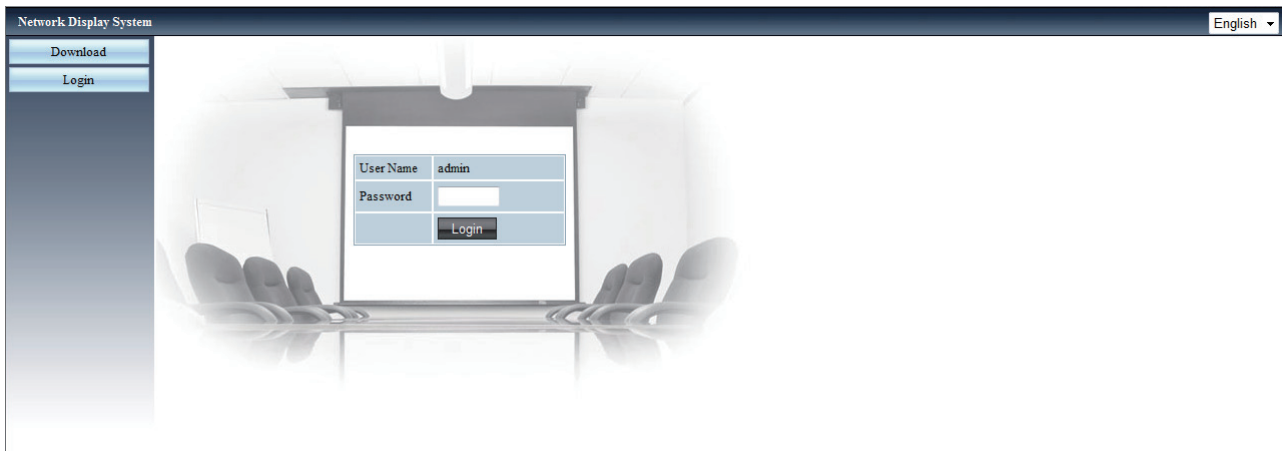 Network Display System
English
Download
Login
User Name admin
Password
Login